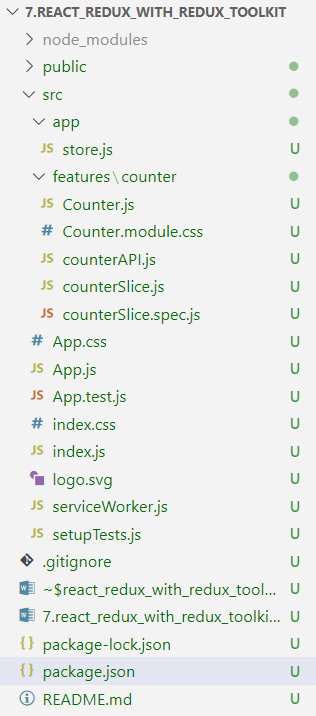 7.REACT_REDUX_WITH_REDUX_TOOLKIT
node_modules
public
src
app
JS store.js U
features\counter
JS Counter.js U
# Counter.module.css U
JS counterAPI.js U
JS counterSlice.js U
JS counterSlice.spec.js U
# App.css U
JS App.js U
JS App.test.js U
# index.css U
JS index.js U
logo.svg U
JS serviceWorker.js U
JS setupTests.js U
.gitignore U
~$react_redux_with_redux_tool... U
7.react_redux_with_redux_toolki... U
{} package-lock.json U
{} package.json U
README.md U